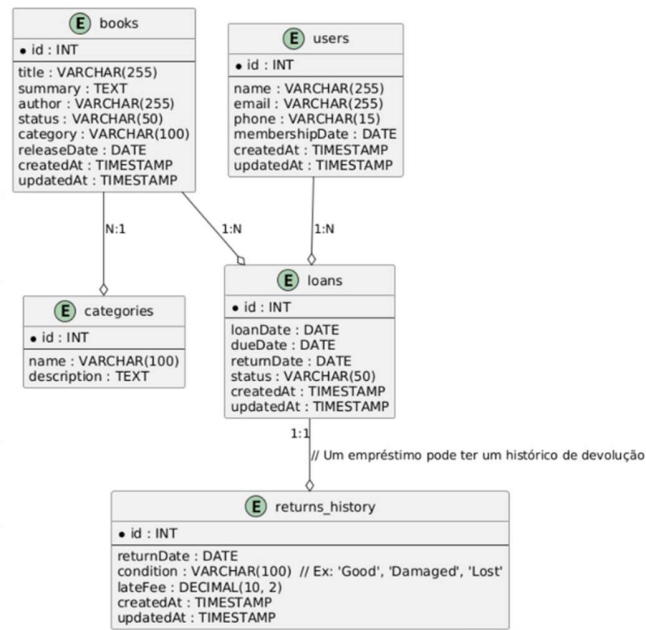 E books
id : INT
title : VARCHAR(255)
summary : TEXT
author : VARCHAR(255)
status : VARCHAR(50)
category : VARCHAR(100)
releaseDate : DATE
createdAt : TIMESTAMP
updatedAt : TIMESTAMP
E users
id : INT
name : VARCHAR(255)
email : VARCHAR(255)
phone : VARCHAR(15)
membershipDate : DATE
createdAt : TIMESTAMP
updatedAt : TIMESTAMP
N:1
1:N
1:N
E categories
id : INT
name : VARCHAR(100)
description : TEXT
E loans
id : INT
loanDate : DATE
dueDate : DATE
returnDate : DATE
status : VARCHAR(50)
createdAt : TIMESTAMP
updatedAt : TIMESTAMP
1:1
// Um empréstimo pode ter um histórico de devolução
E returns_history
id : INT
returnDate : DATE
condition : VARCHAR(100) // Ex: 'Good', 'Damaged', 'Lost'
lateFee : DECIMAL(10, 2)
createdAt : TIMESTAMP
updatedAt : TIMESTAMP